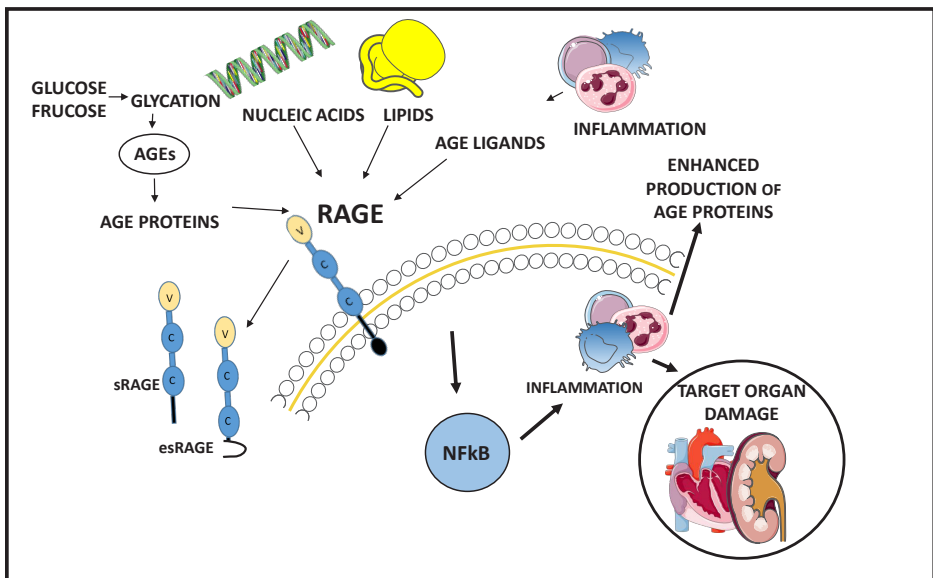 GLUCOSE
FRUCOSE
GLYCATION
NUCLEIC ACIDS
LIPIDS
INFLAMMATION
AGEs
AGE LIGANDS
AGE PROTEINS
RAGE
ENHANCED
PRODUCTION OF
AGE PROTEINS
V
C
C
V
C
C
sRAGE
V
C
C
esRAGE
NFkB
INFLAMMATION
TARGET ORGAN
DAMAGE